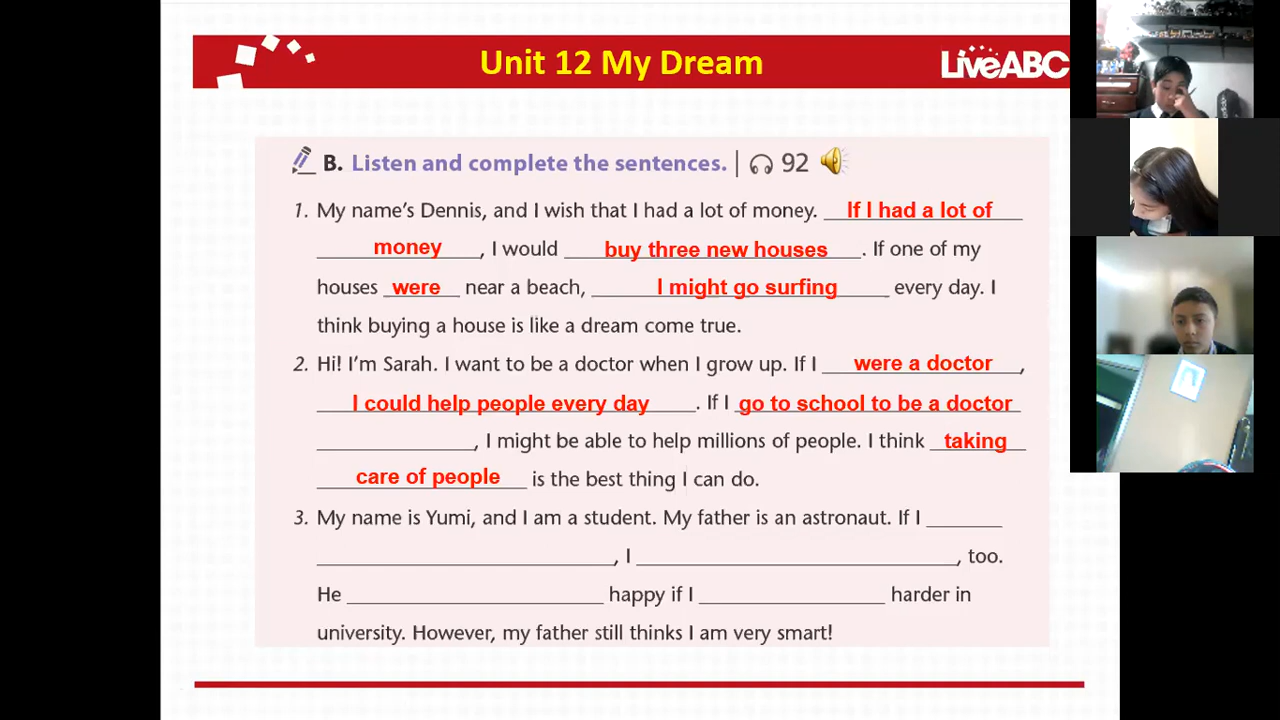 Unit 12 My Dream
LiveABC
B. Listen and complete the sentences. | 92
1. My name's Dennis, and I wish that I had a lot of money. If I had a lot of
money, I would buy three new houses. If one of my
houses were near a beach, I might go surfing every day. I
think buying a house is like a dream come true.
2. Hi! I'm Sarah. I want to be a doctor when I grow up. If I were a doctor,
I could help people every day. If I go to school to be a doctor
____________, I might be able to help millions of people. I think taking
care of people is the best thing I can do.
3. My name is Yumi, and I am a student. My father is an astronaut. If I ______
____________________, I ____________________, too.
He ____________________ happy if I ______________ harder in
university. However, my father still thinks I am very smart!